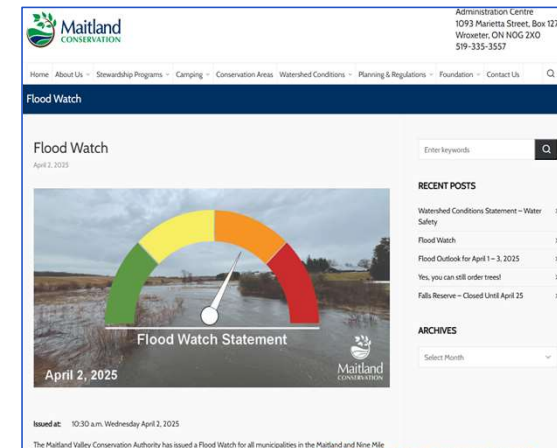 Maitland
CONSERVATION
Administration Centre
1093 Marietta Street, Box 127
Wroxeter, ON N0G 2X0
519-335-3557
Home About Us Stewardship Programs Camping Conservation Areas Watershed Conditions Planning & Regulations Foundation Contact Us
Flood Watch
Flood Watch
April 2, 2025
Flood Watch Statement
April 2, 2025
Maitland
CONSERVATION
Issued at: 10:30 a.m. Wednesday April 2, 2025
The Maitland Valley Conservation Authority has issued a Flood Watch for all municipalities in the Maitland and Nine Mile
Enter keywords
RECENT POSTS
Watershed Conditions Statement – Water
Safety
Flood Watch
Flood Outlook for April 1 – 3, 2025
Yes, you can still order trees!
Falls Reserve – Closed Until April 25
ARCHIVES
Select Month